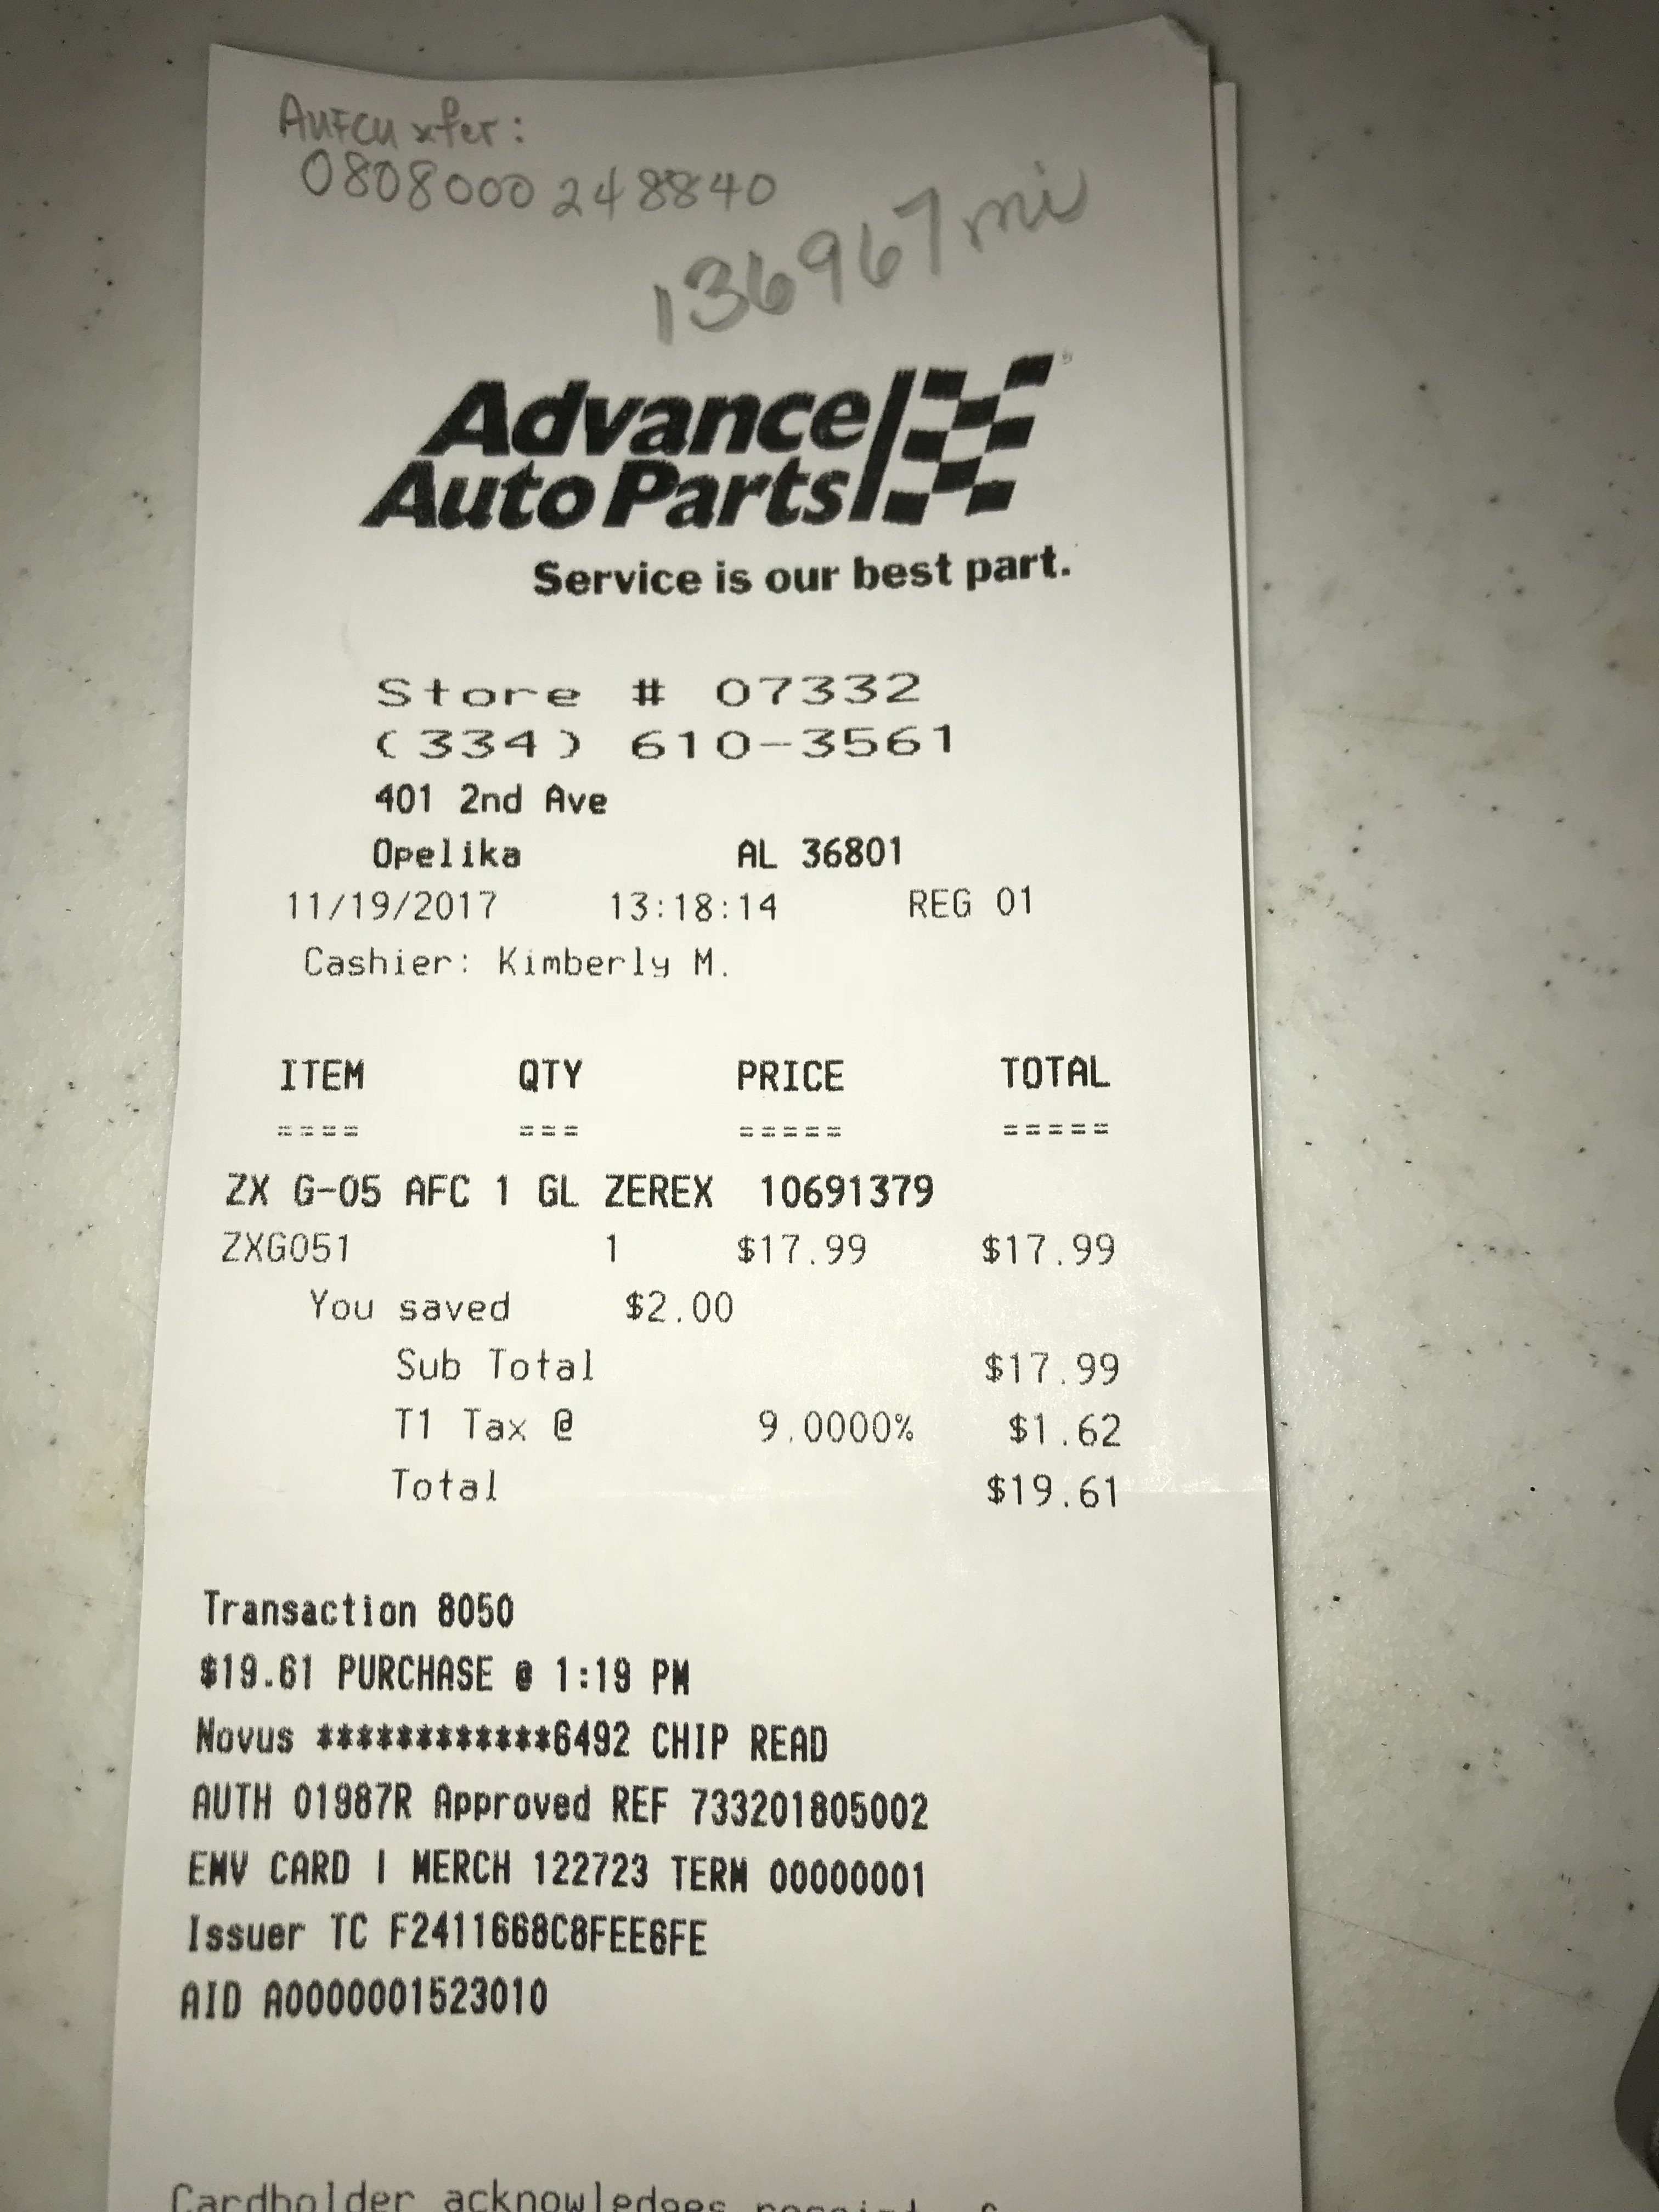 AUFCU xfer:
0808000248840
136967 mi
Advance
Auto Parts
Service is our best part.
Store # 07332
(334) 610-3561
401 2nd Ave
Opelika AL 36801
11/19/2017 13:18:14 REG 01
Cashier: Kimberly M.
ITEM QTY PRICE TOTAL
==== === ===== =====
ZX G-05 AFC 1 GL ZEREX 10691379
ZXG051 1 $17.99 $17.99
You saved $2.00
Sub Total $17.99
T1 Tax @ 9.0000% $1.62
Total $19.61
Transaction 8050
$19.61 PURCHASE @ 1:19 PM
Novus ************6492 CHIP READ
AUTH 01987R Approved REF 733201805002
EMV CARD I MERCH 122723 TERM 00000001
Issuer TC F2411668C8FEE6FE
AID A0000001523010
Cardholder acknowledges receipt of